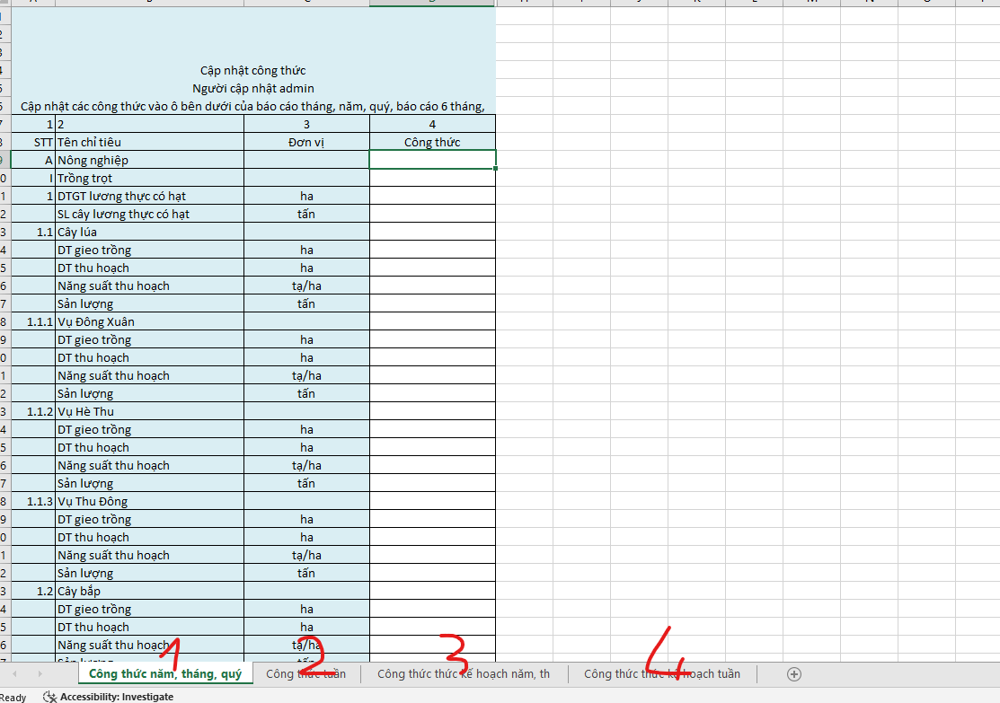 Cập nhật công thức
Người cập nhật admin
Cập nhật các công thức vào ô bên dưới của báo cáo tháng, năm, quý, báo cáo 6 tháng,
1 2 3 4
STT Tên chỉ tiêu Đơn vị Công thức
A Nông nghiệp
I Trồng trọt
1 DTGT lương thực có hạt ha
SL cây lương thực có hạt tấn
1.1 Cây lúa
DT gieo trồng ha
DT thu hoạch ha
Năng suất thu hoạch tạ/ha
Sản lượng tấn
1.1.1 Vụ Đông Xuân
DT gieo trồng ha
DT thu hoạch ha
Năng suất thu hoạch tạ/ha
Sản lượng tấn
1.1.2 Vụ Hè Thu
DT gieo trồng ha
DT thu hoạch ha
Năng suất thu hoạch tạ/ha
Sản lượng tấn
1.1.3 Vụ Thu Đông
DT gieo trồng ha
DT thu hoạch ha
Năng suất thu hoạch tạ/ha
Sản lượng tấn
1.2 Cây bắp
DT gieo trồng ha
DT thu hoạch ha
Năng suất thu hoạch tạ/ha
1 2 3 4
Công thức năm, tháng, quý Công thức tuần Công thức thức kế hoạch năm, th Công thức thức kế hoạch tuần
Ready Accessibility: Investigate